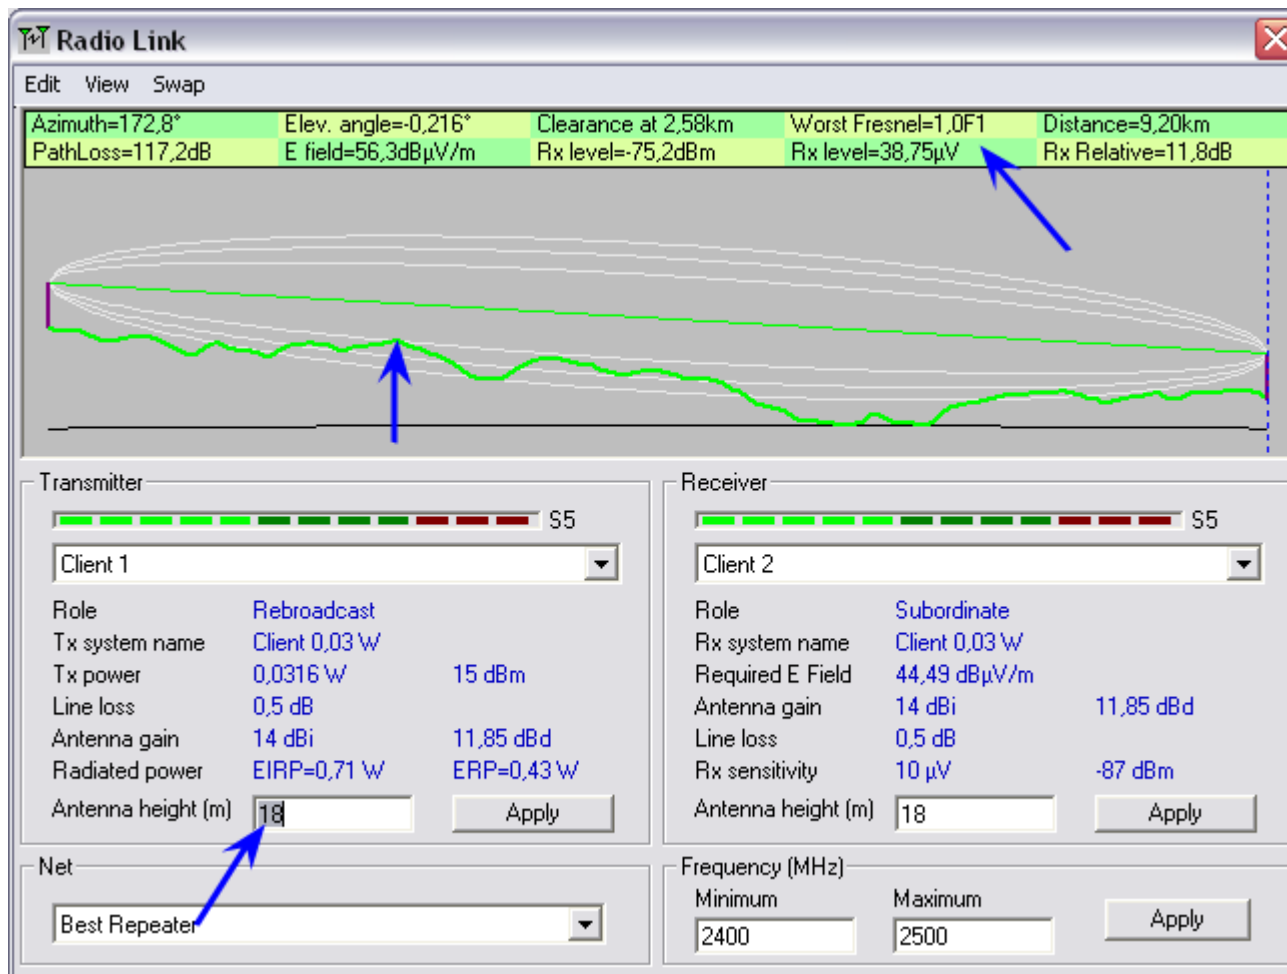 Radio Link
Edit View Swap
Azimuth=172,8° Elev. angle=-0,216° Clearance at 2,58km Worst Fresnel=1,0F1 Distance=9,20km
PathLoss=117,2dB E field=56,3dBµV/m Rx level=-75,2dBm Rx level=38,75µV Rx Relative=11,8dB
Transmitter
S5
Client 1
Role Rebroadcast
Tx system name Client 0,03 W
Tx power 0,0316 W 15 dBm
Line loss 0,5 dB
Antenna gain 14 dBi 11,85 dBd
Radiated power EIRP=0,71 W ERP=0,43 W
Antenna height (m) 18 Apply
Net
Best Repeater
Receiver
S5
Client 2
Role Subordinate
Rx system name Client 0,03 W
Required E Field 44,49 dBµV/m
Antenna gain 14 dBi 11,85 dBd
Line loss 0,5 dB
Rx sensitivity 10 µV -87 dBm
Antenna height (m) 18 Apply
Frequency (MHz)
Minimum Maximum
2400 2500 Apply